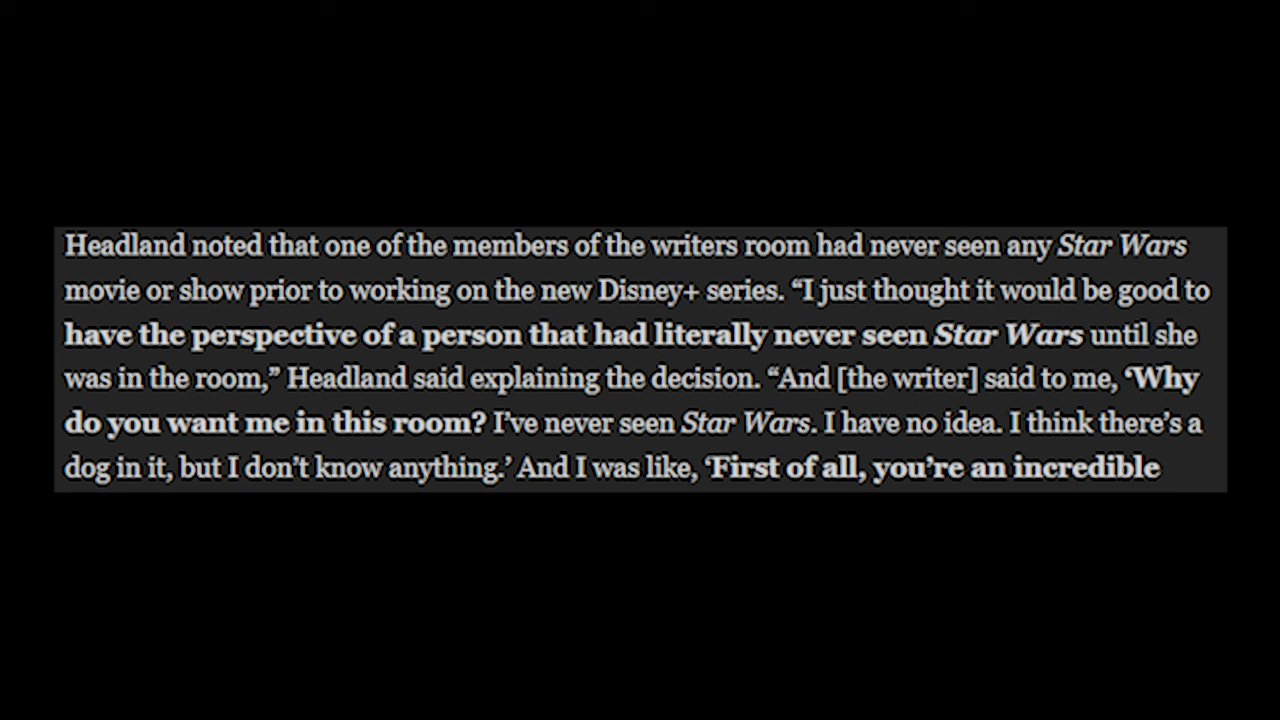 Headland noted that one of the members of the writers room had never seen any Star Wars
movie or show prior to working on the new Disney+ series. “I just thought it would be good to
have the perspective of a person that had literally never seen Star Wars until she
was in the room,” Headland said explaining the decision. “And [the writer] said to me, ‘Why
do you want me in this room? I’ve never seen Star Wars. I have no idea. I think there’s a
dog in it, but I don’t know anything.’ And I was like, ‘First of all, you’re an incredible